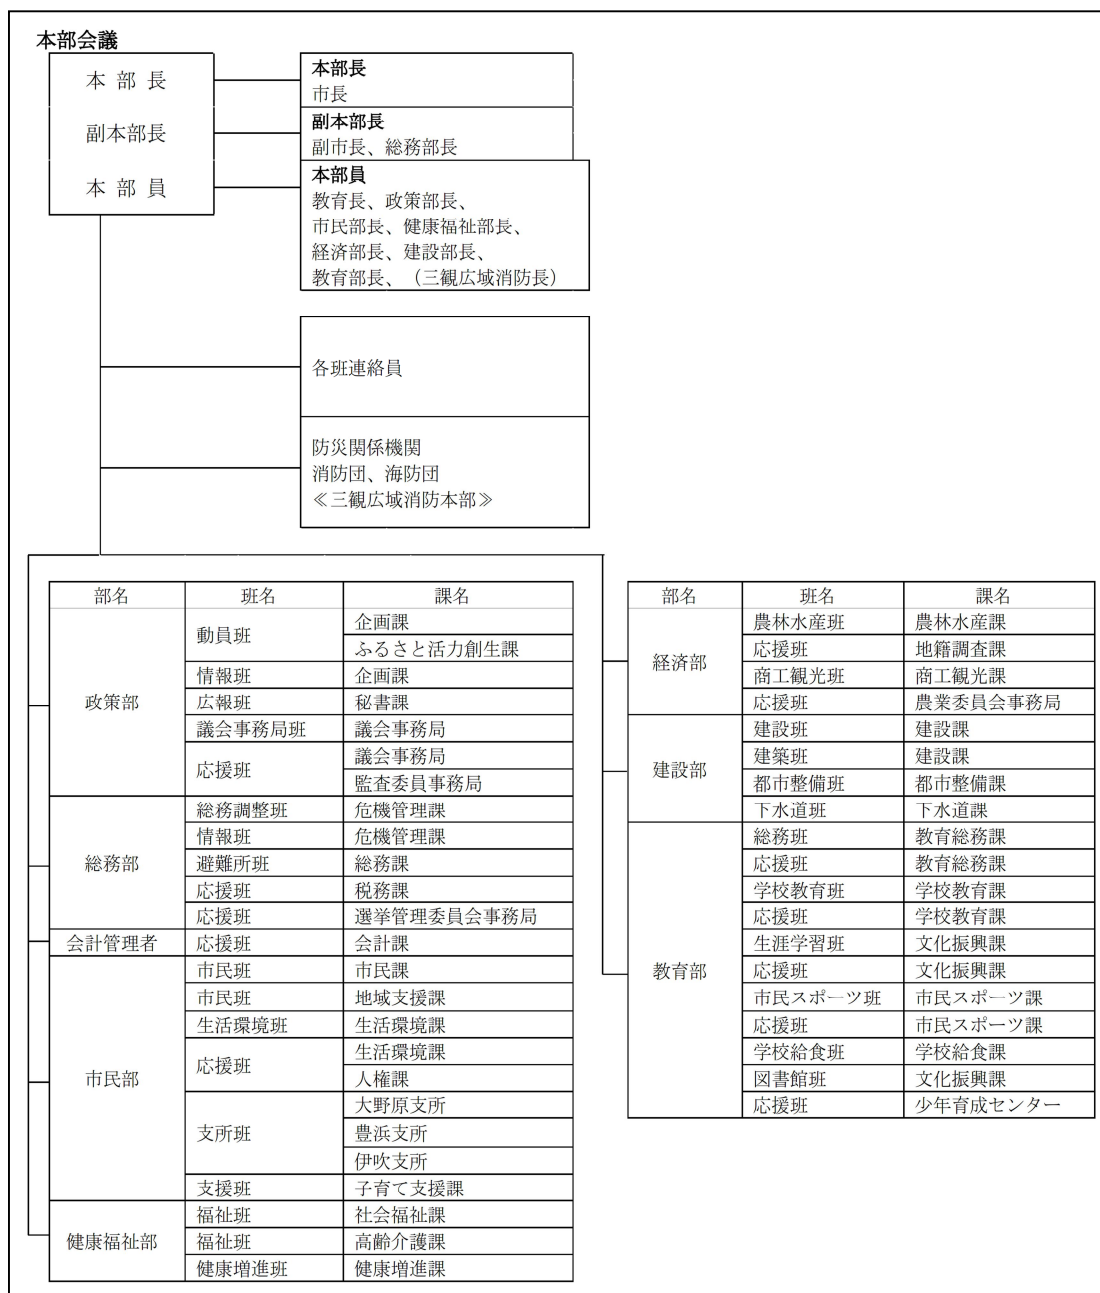 本部会議
本 部 長
本部長
市長
副本部長
副本部長
副市長、総務部長
本 部 員
本部員
教育長、政策部長、
市民部長、健康福祉部長、
経済部長、建設部長、
教育部長、（三観広域消防長）
各班連絡員
防災関係機関
消防団、海防団
≪三観広域消防本部≫
部名 班名 課名
政策部
動員班 企画課
ふるさと活力創生課
情報班 企画課
広報班 秘書課
議会事務局班 議会事務局
応援班 議会事務局
監査委員事務局
総務部
総務調整班 危機管理課
情報班 危機管理課
避難所班 総務課
応援班 税務課
応援班 選挙管理委員会事務局
会計管理者 応援班 会計課
市民部
市民班 市民課
市民班 地域支援課
生活環境班 生活環境課
応援班 生活環境課
人権課
支所班 大野原支所
豊浜支所
伊吹支所
支援班 子育て支援課
健康福祉部
福祉班 社会福祉課
福祉班 高齢介護課
健康増進班 健康増進課
部名 班名 課名
経済部
農林水産班 農林水産課
応援班 地籍調査課
商工観光班 商工観光課
応援班 農業委員会事務局
建設部
建設班 建設課
建築班 建設課
都市整備班 都市整備課
下水道班 下水道課
教育部
総務班 教育総務課
応援班 教育総務課
学校教育班 学校教育課
応援班 学校教育課
生涯学習班 文化振興課
応援班 文化振興課
市民スポーツ班 市民スポーツ課
応援班 市民スポーツ課
学校給食班 学校給食課
図書館班 文化振興課
応援班 少年育成センター